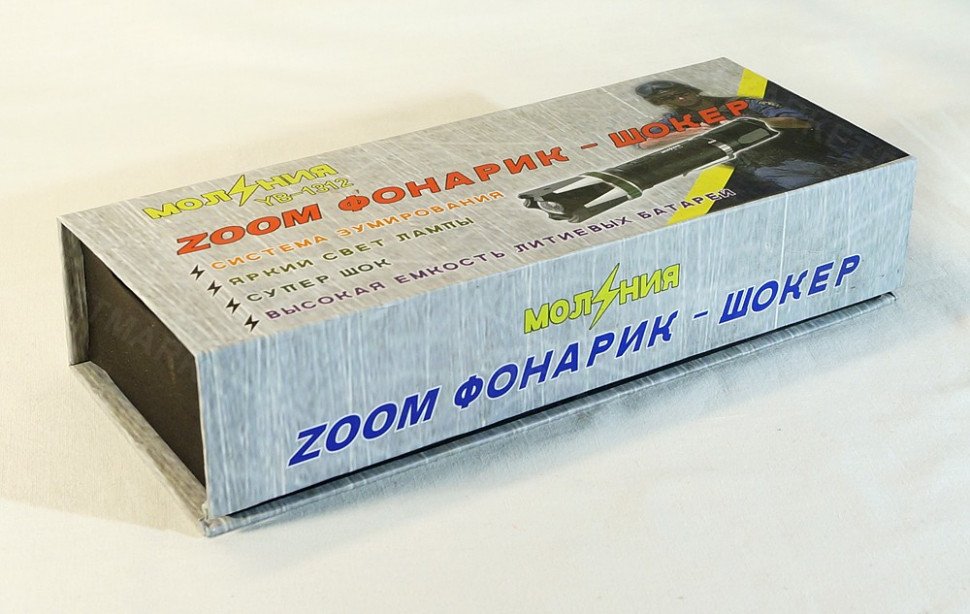 МОЛНИЯ
YB-1312
ZOOM ФОНАРИК - ШОКЕР
СИСТЕМА ЗУМИРОВАНИЯ
ЯРКИЙ СВЕТ ЛАМПЫ
СУПЕР ШОК
ВЫСОКАЯ ЕМКОСТЬ ЛИТИЕВЫХ БАТАРЕЙ
МОЛНИЯ
ZOOM ФОНАРИК - ШОКЕР